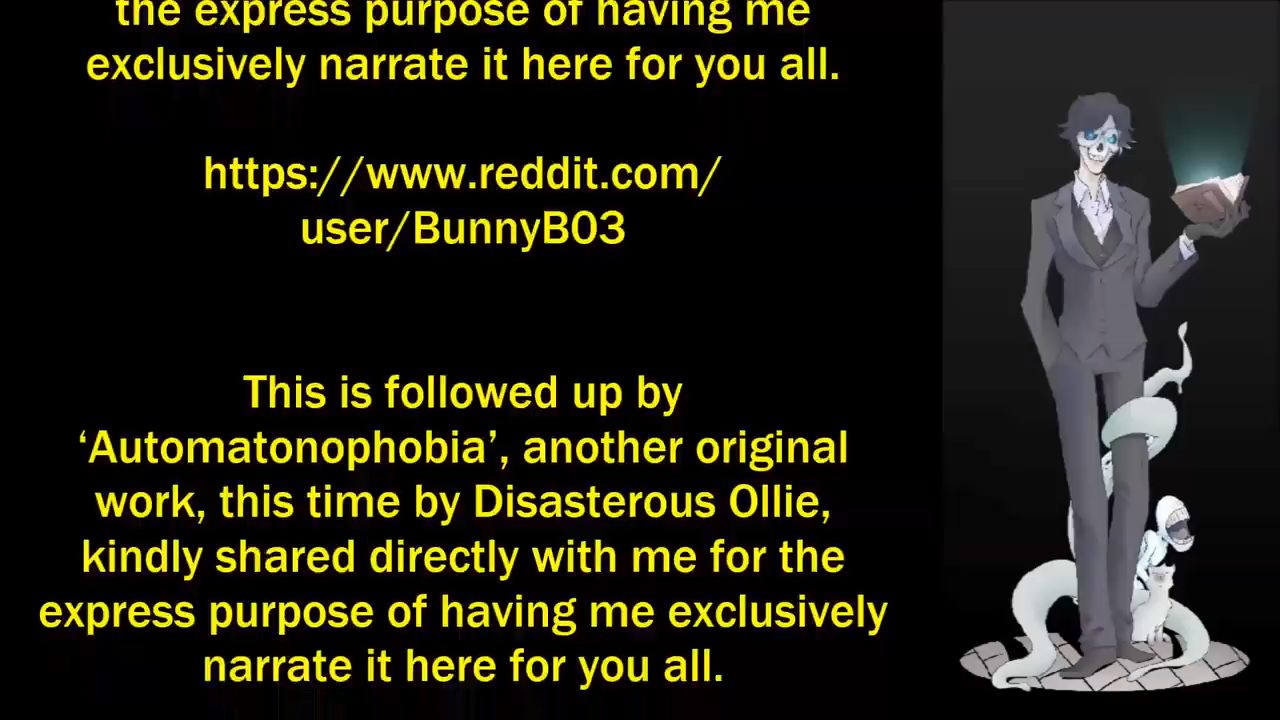 the express purpose of having me
exclusively narrate it here for you all.
https://www.reddit.com/
user/BunnyB03
This is followed up by
‘Automatonophobia’, another original
work, this time by Disasterous Ollie,
kindly shared directly with me for the
express purpose of having me exclusively
narrate it here for you all.